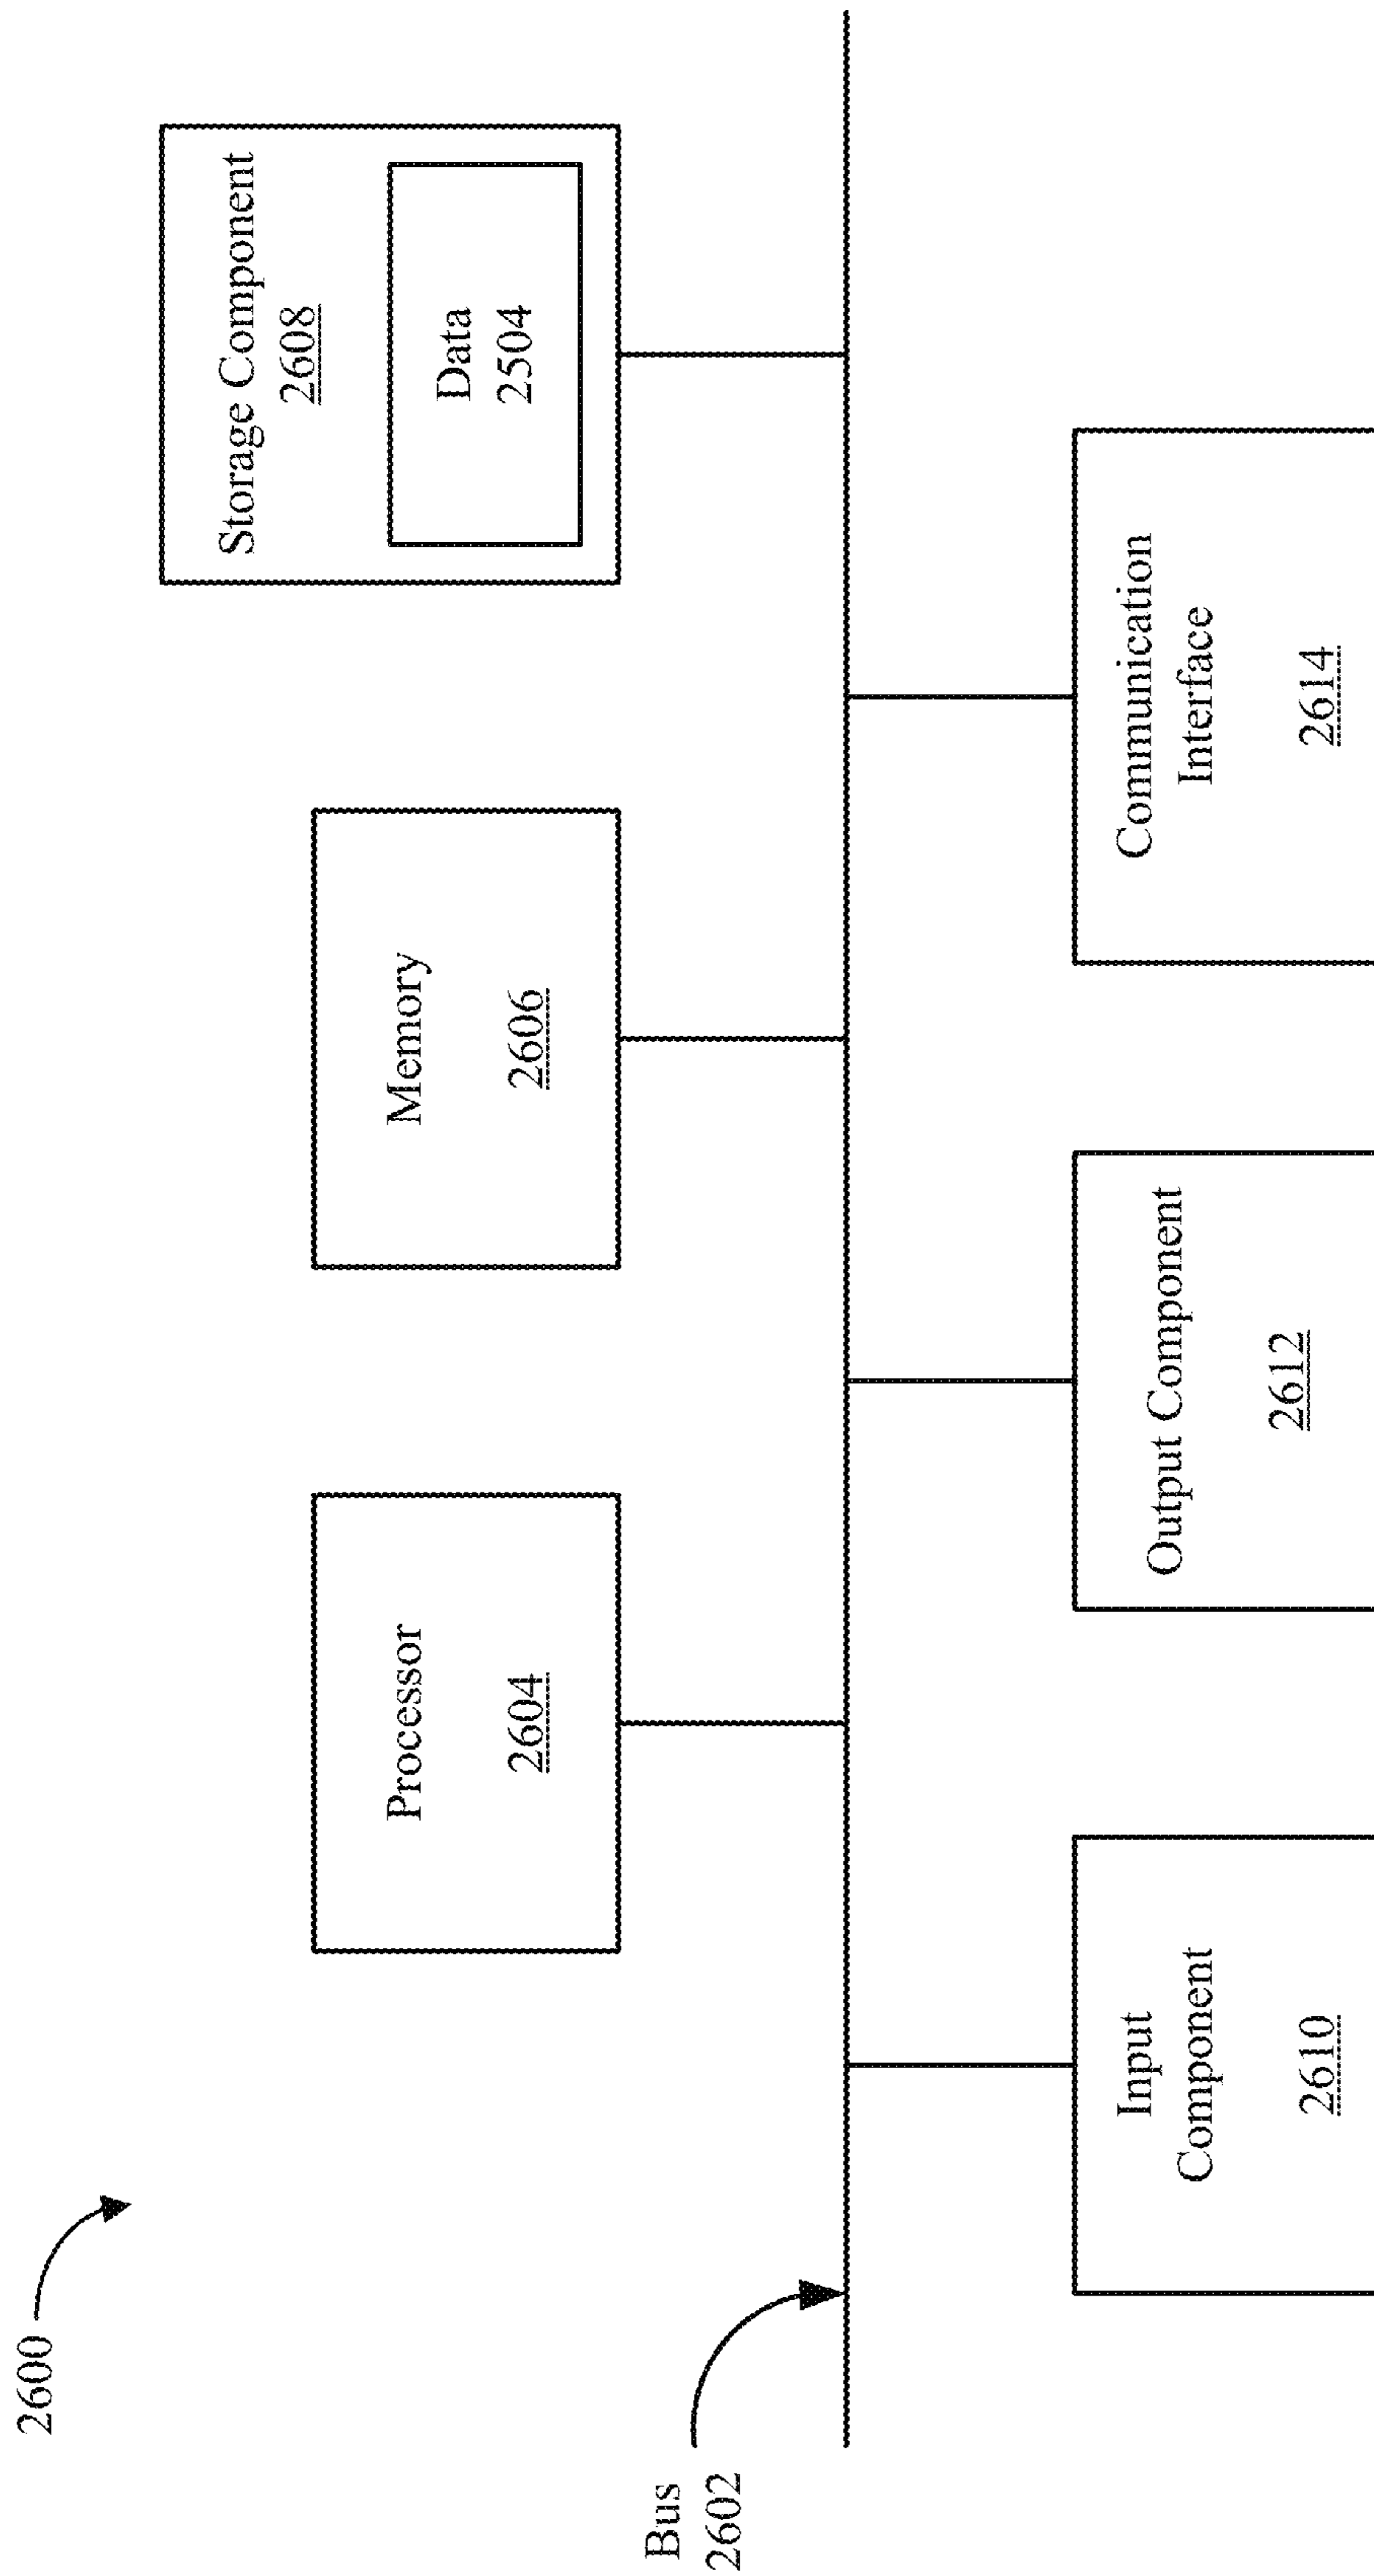 2600
Processor
2604
Memory
2606
Storage Component
2608
Data
2504
Bus
2602
Input
Component
2610
Output Component
2612
Communication
Interface
2614